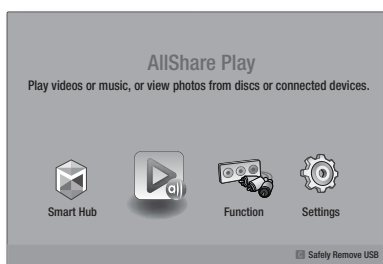 AllShare Play
Play videos or music, or view photos from discs or connected devices.
Smart Hub
Function
Settings
C Safely Remove USB